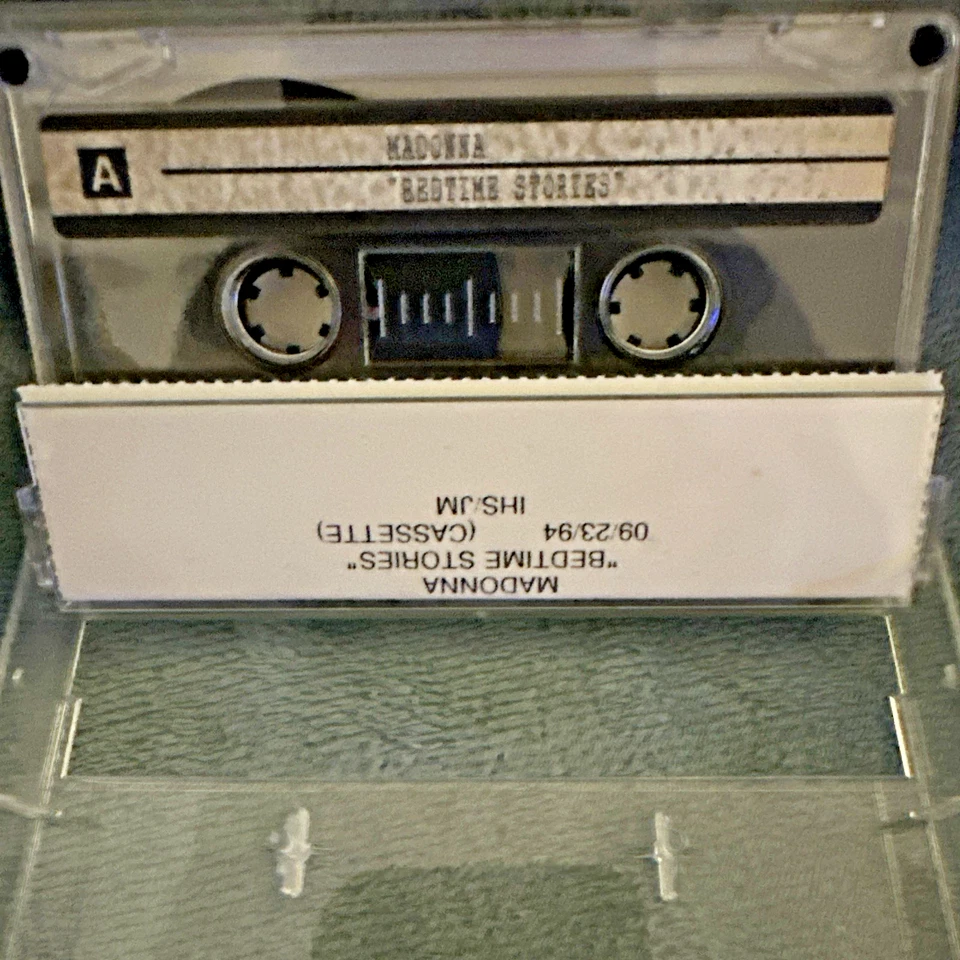 A
MADONNA
"BEDTIME STORIES"
MADONNA
"BEDTIME STORIES"
09/23/94 (CASSETTE)
IHS/JM